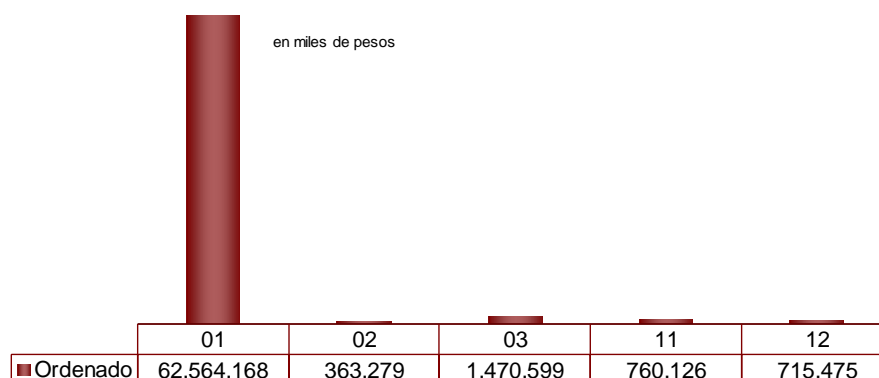 en miles de pesos
01 02 03 11 12
Ordenado 62.564.168 363.279 1.470.599 760.126 715.475